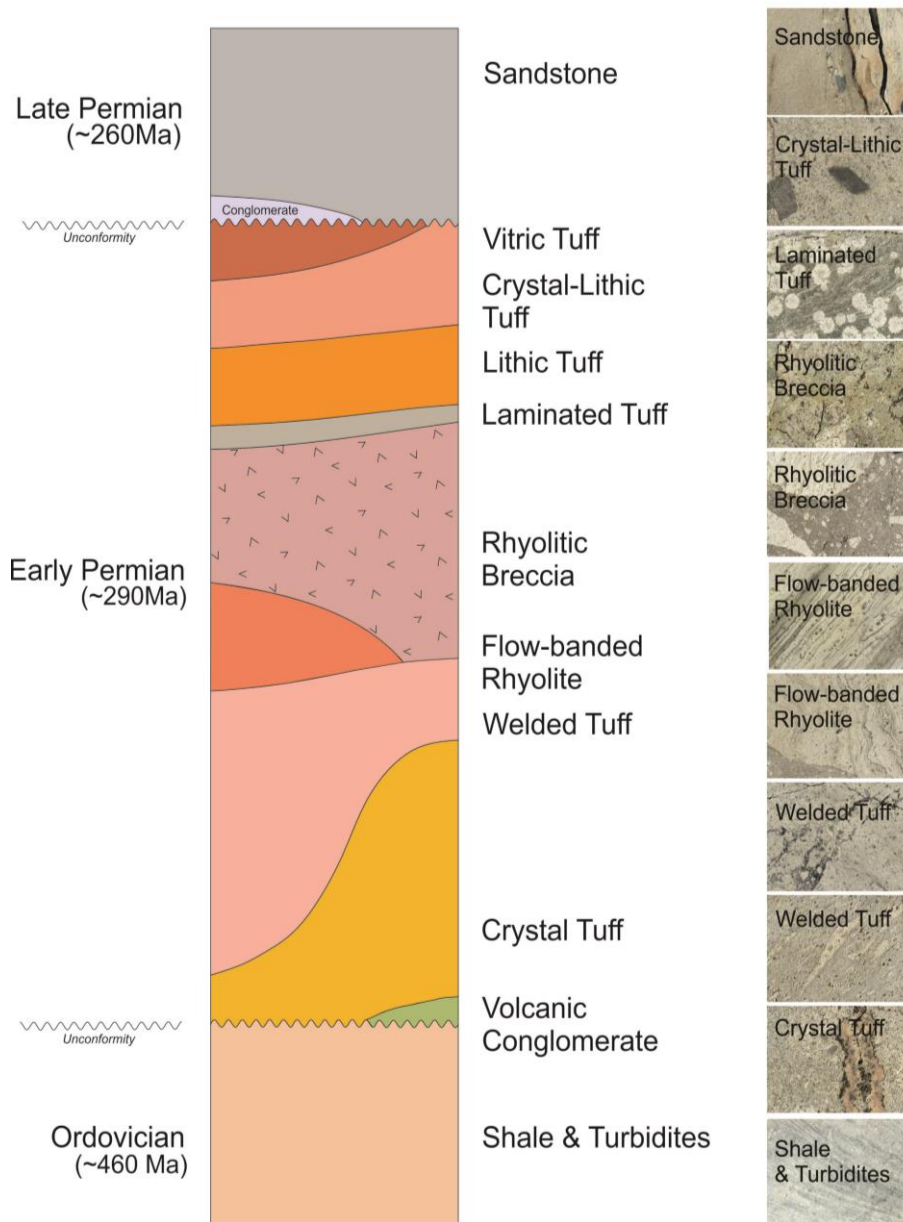 Late Permian
(~260Ma)
Unconformity
Early Permian
(~290Ma)
Unconformity
Ordovician
(~460 Ma)
Conglomerate
Sandstone
Vitric Tuff
Crystal-Lithic
Tuff
Lithic Tuff
Laminated Tuff
Rhyolitic
Breccia
Flow-banded
Rhyolite
Welded Tuff
Crystal Tuff
Volcanic
Conglomerate
Shale & Turbidites
Sandstone
Crystal-Lithic
Tuff
Laminated
Tuff
Rhyolitic
Breccia
Rhyolitic
Breccia
Flow-banded
Rhyolite
Flow-banded
Rhyolite
Welded Tuff
Welded Tuff
Crystal Tuff
Shale
& Turbidites